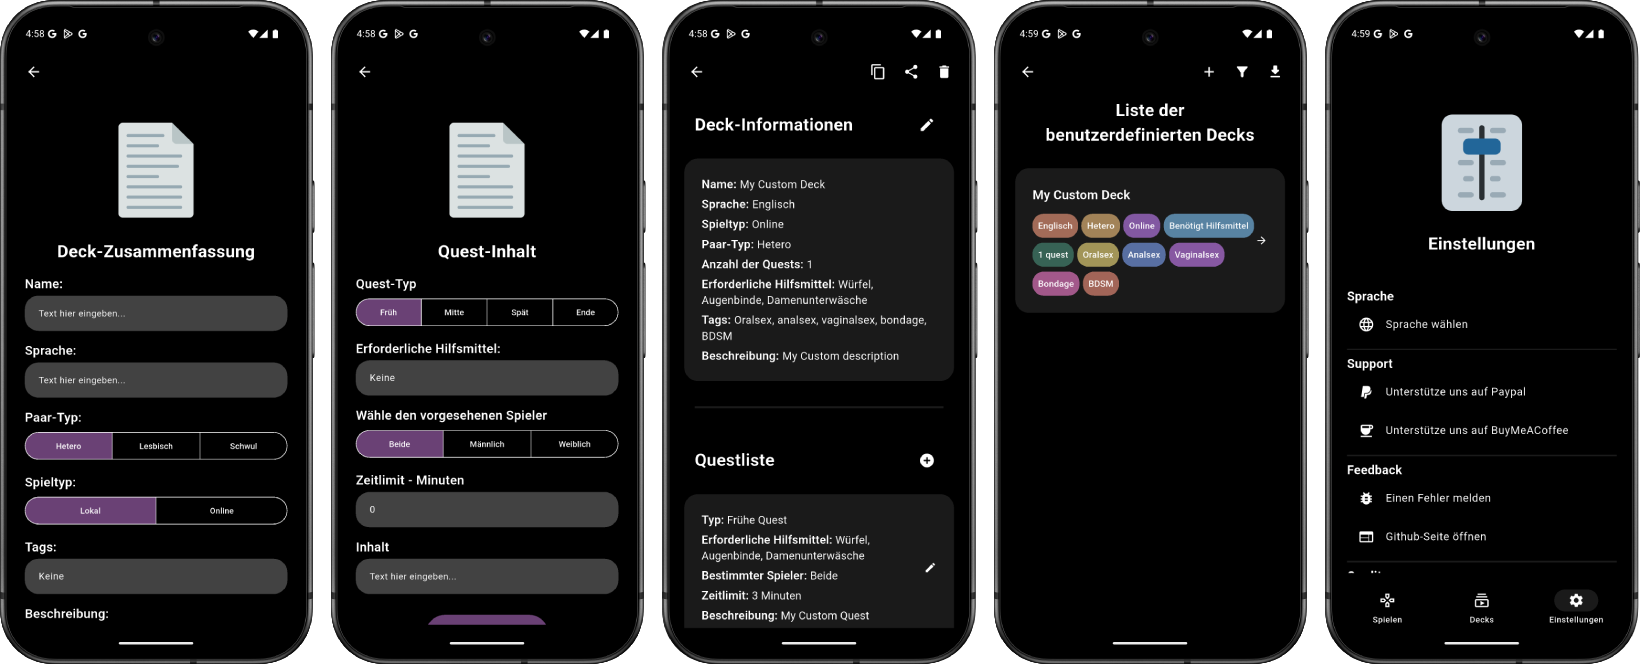 4:58
Deck-Zusammenfassung
Name:
Text hier eingeben...
Sprache:
Text hier eingeben...
Paar-Typ:
Hetero Lesbisch Schwul
Spieltyp:
Lokal Online
Tags:
Keine
Beschreibung:
4:58
Quest-Inhalt
Quest-Typ
Früh Mitte Spät Ende
Erforderliche Hilfsmittel:
Keine
Wähle den vorgesehenen Spieler
Beide Männlich Weiblich
Zeitlimit - Minuten
0
Inhalt
Text hier eingeben...
4:58
Deck-Informationen
Name: My Custom Deck
Sprache: Englisch
Spieltyp: Online
Paar-Typ: Hetero
Anzahl der Quests: 1
Erforderliche Hilfsmittel: Würfel,
Augenbinde, Damenunterwäsche
Tags: Oralsex, analsex, vaginalsex, bondage,
BDSM
Beschreibung: My Custom description
Questliste
Typ: Frühe Quest
Erforderliche Hilfsmittel: Würfel,
Augenbinde, Damenunterwäsche
Bestimmter Spieler: Beide
Zeitlimit: 3 Minuten
Beschreibung: My Custom Quest
4:59
Liste der
benutzerdefinierten Decks
My Custom Deck
Englisch Hetero Online Benötigt Hilfsmittel
1 quest Oralsex Analsex Vaginalsex
Bondage BDSM
4:59
Einstellungen
Sprache
Sprache wählen
Support
Unterstütze uns auf Paypal
Unterstütze uns auf BuyMeACoffee
Feedback
Einen Fehler melden
Github-Seite öffnen
Spielen Decks Einstellungen